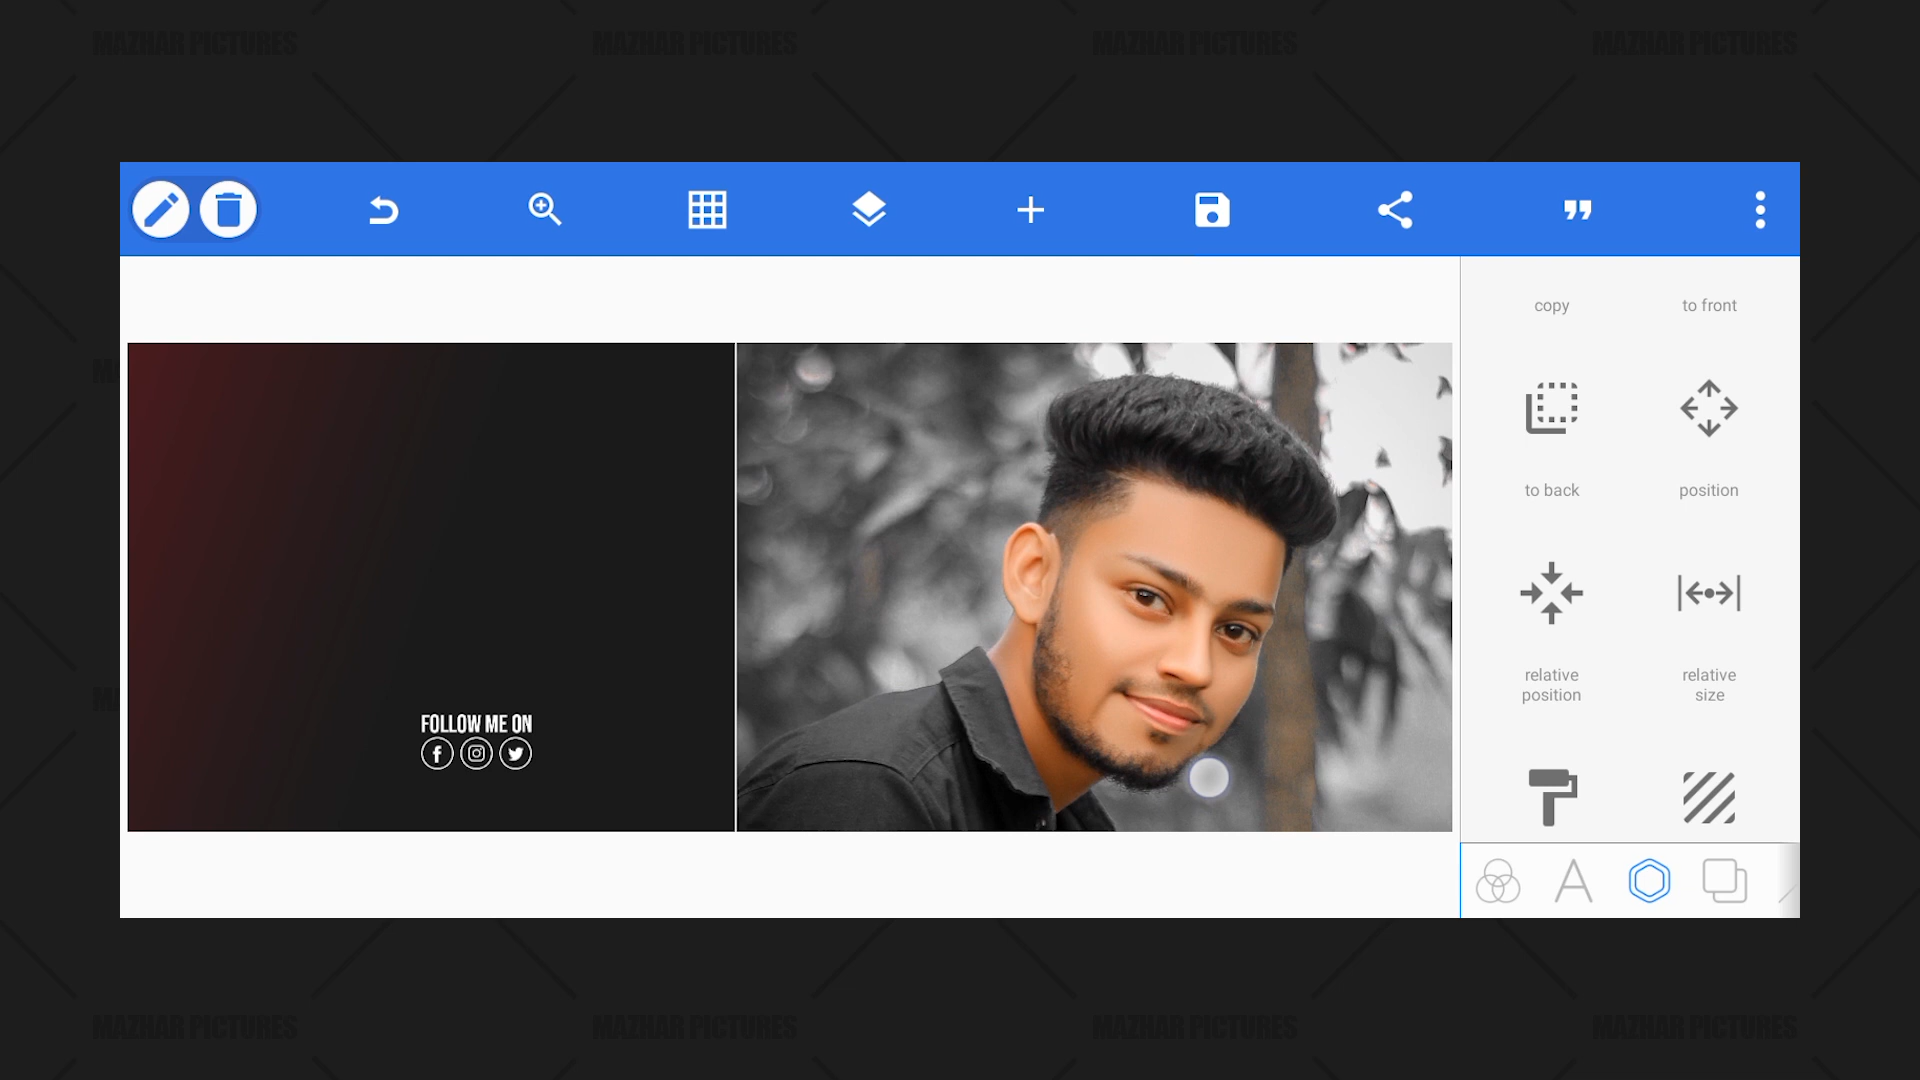 MAZHAR PICTURES MAZHAR PICTURES MAZHAR PICTURES MAZHAR PICTURES
copy to front
to back position
relative position
relative size
FOLLOW ME ON
MAZHAR PICTURES MAZHAR PICTURES MAZHAR PICTURES MAZHAR PICTURES